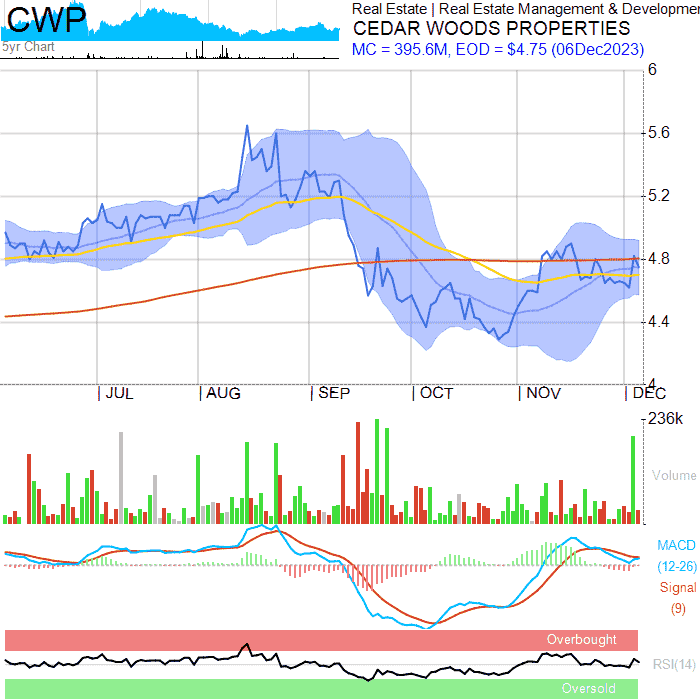 CWP
5yr Chart
Real Estate | Real Estate Management & Developmen
CEDAR WOODS PROPERTIES
MC = 395.6M, EOD = $4.75 (06Dec2023)
6
5.6
5.2
4.8
4.4
4
JUL
AUG
SEP
OCT
NOV
DEC
236k
Volume
MACD
(12-26)
Signal
(9)
Overbought
RSI(14)
Oversold